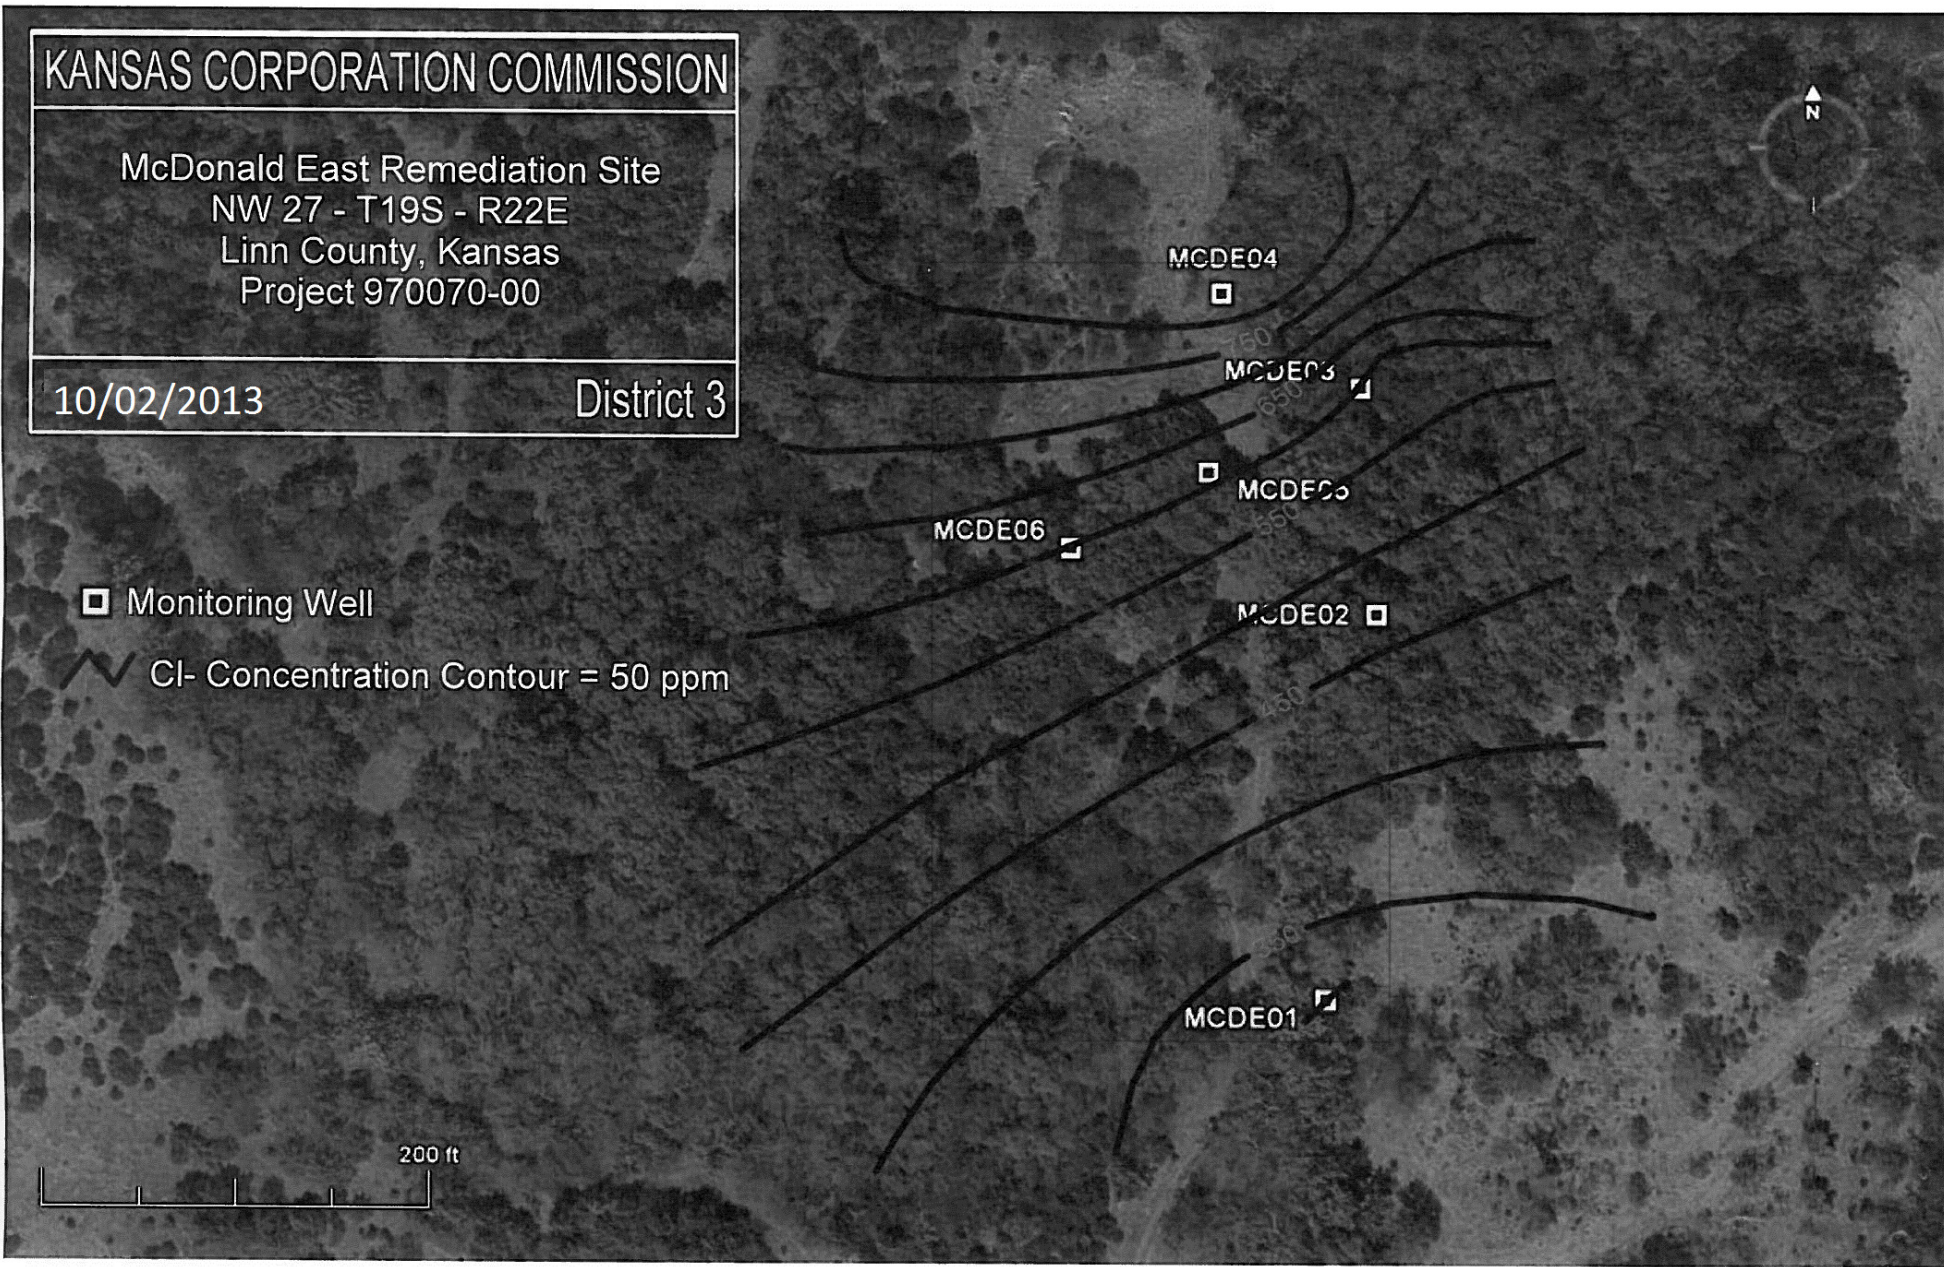 KANSAS CORPORATION COMMISSION
McDonald East Remediation Site
NW 27 - T19S - R22E
Linn County, Kansas
Project 970070-00
10/02/2013 District 3
N
MCDE04
750
MCDE03
650
MCDE05
550
MCDE06
Monitoring Well
MCDE02
Cl- Concentration Contour = 50 ppm
450
350
MCDE01
200 ft